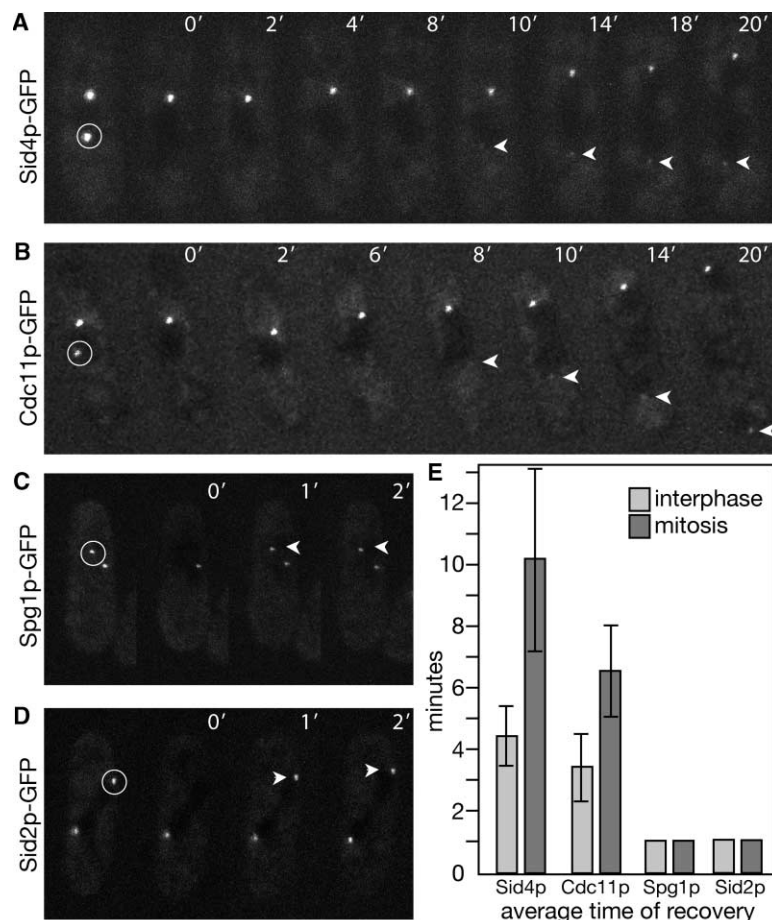 A
0′ 2′ 4′ 8′ 10′ 14′ 18′ 20′
Sid4p-GFP
B
0′ 2′ 6′ 8′ 10′ 14′ 20′
Cdc11p-GFP
C
0′ 1′ 2′
Spg1p-GFP
D
0′ 1′ 2′
Sid2p-GFP
E
interphase
mitosis
minutes
12
10
8
6
4
2
0
Sid4p Cdc11p Spg1p Sid2p
average time of recovery